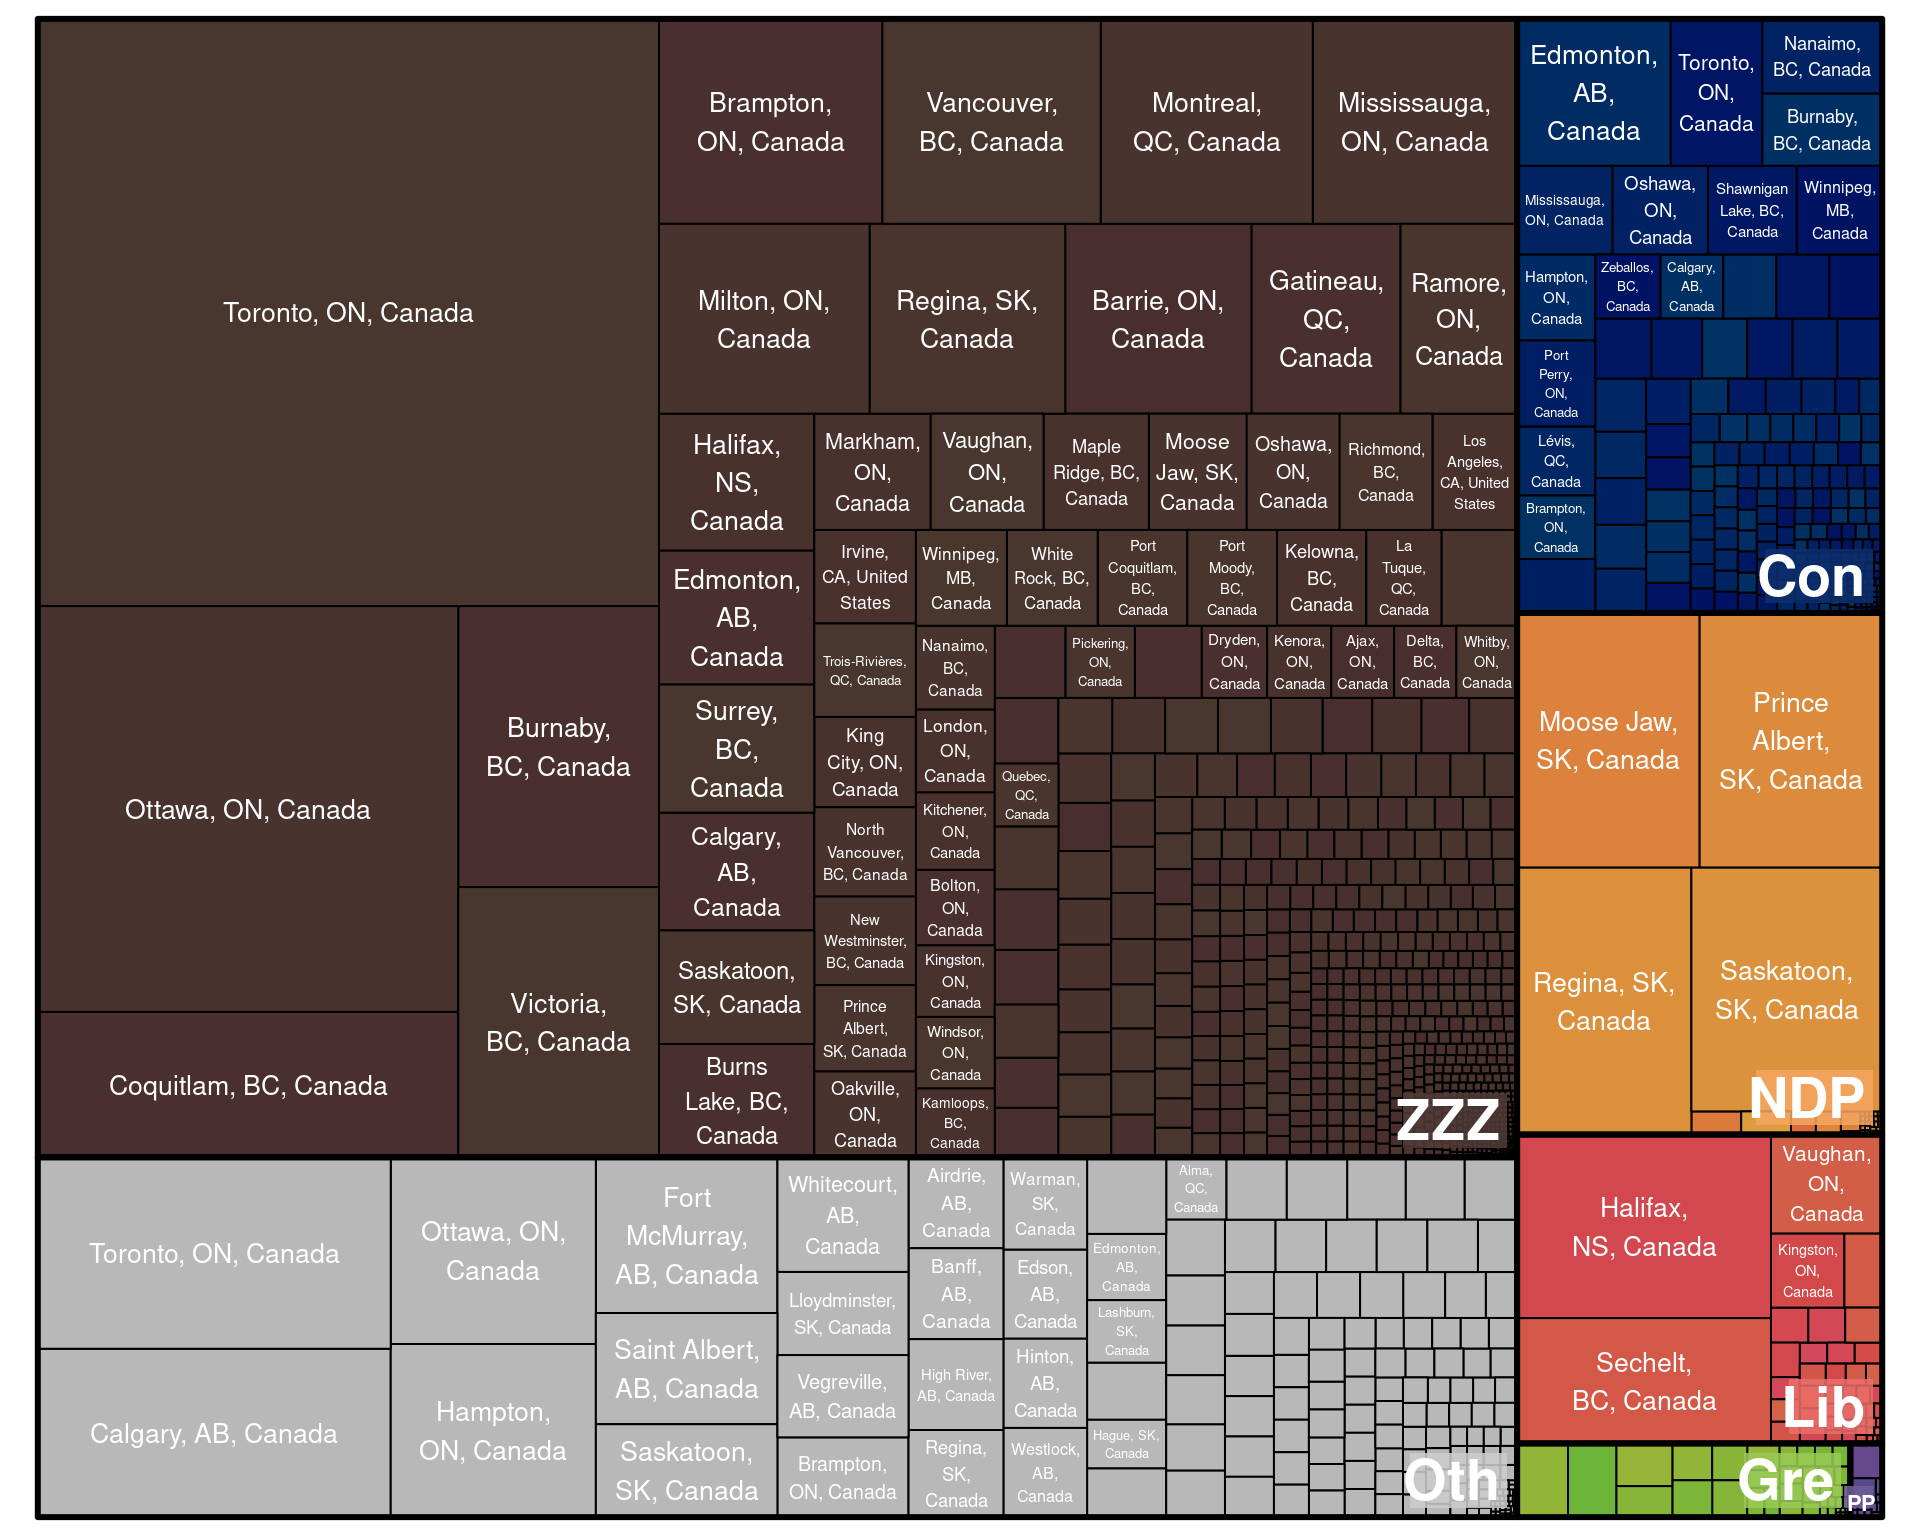 Toronto, ON, Canada
Ottawa, ON, Canada
Coquitlam, BC, Canada
Burnaby,
BC, Canada
Victoria,
BC, Canada
Brampton,
ON, Canada
Vancouver,
BC, Canada
Montreal,
QC, Canada
Mississauga,
ON, Canada
Milton, ON,
Canada
Regina, SK,
Canada
Barrie, ON,
Canada
Gatineau,
QC,
Canada
Ramore,
ON,
Canada
Halifax,
NS,
Canada
Edmonton,
AB,
Canada
Surrey,
BC,
Canada
Calgary,
AB,
Canada
Saskatoon,
SK, Canada
Burns
Lake, BC,
Canada
Markham,
ON,
Canada
Vaughan,
ON,
Canada
Maple
Ridge, BC,
Canada
Moose
Jaw, SK,
Canada
Oshawa,
ON,
Canada
Richmond,
BC,
Canada
Los
Angeles,
CA, United
States
Irvine,
CA, United
States
Trois-Rivières,
QC, Canada
King
City, ON,
Canada
North
Vancouver,
BC, Canada
New
Westminster,
BC, Canada
Prince
Albert,
SK, Canada
Oakville,
ON,
Canada
Winnipeg,
MB,
Canada
White
Rock, BC,
Canada
Port
Coquitlam,
BC,
Canada
Port
Moody,
BC,
Canada
Kelowna,
BC,
Canada
La
Tuque,
QC,
Canada
Nanaimo,
BC,
Canada
London,
ON,
Canada
Kitchener,
ON,
Canada
Bolton,
ON,
Canada
Kingston,
ON,
Canada
Windsor,
ON,
Canada
Kamloops,
BC,
Canada
Pickering,
ON,
Canada
Dryden,
ON,
Canada
Kenora,
ON,
Canada
Ajax,
ON,
Canada
Delta,
BC,
Canada
Whitby,
ON,
Canada
Quebec,
QC,
Canada
ZZZ
Toronto, ON, Canada
Calgary, AB, Canada
Ottawa, ON,
Canada
Hampton,
ON, Canada
Fort
McMurray,
AB, Canada
Saint Albert,
AB, Canada
Saskatoon,
SK, Canada
Whitecourt,
AB,
Canada
Lloydminster,
SK, Canada
Vegreville,
AB, Canada
Brampton,
ON, Canada
Airdrie,
AB,
Canada
Banff,
AB,
Canada
High River,
AB, Canada
Regina,
SK,
Canada
Warman,
SK,
Canada
Edson,
AB,
Canada
Hinton,
AB,
Canada
Westlock,
AB,
Canada
Edmonton,
AB,
Canada
Lashburn,
SK,
Canada
Hague, SK,
Canada
Alma,
QC,
Canada
Oth
Edmonton,
AB,
Canada
Toronto,
ON,
Canada
Nanaimo,
BC, Canada
Burnaby,
BC, Canada
Mississauga,
ON, Canada
Oshawa,
ON,
Canada
Shawnigan
Lake, BC,
Canada
Winnipeg,
MB,
Canada
Hampton,
ON,
Canada
Port
Perry,
ON,
Canada
Lévis,
QC,
Canada
Brampton,
ON,
Canada
Zeballos,
BC,
Canada
Calgary,
AB,
Canada
Con
Moose Jaw,
SK, Canada
Prince
Albert,
SK, Canada
Regina, SK,
Canada
Saskatoon,
SK, Canada
NDP
Halifax,
NS, Canada
Sechelt,
BC, Canada
Vaughan,
ON,
Canada
Kingston,
ON,
Canada
Lib
Gre
PP